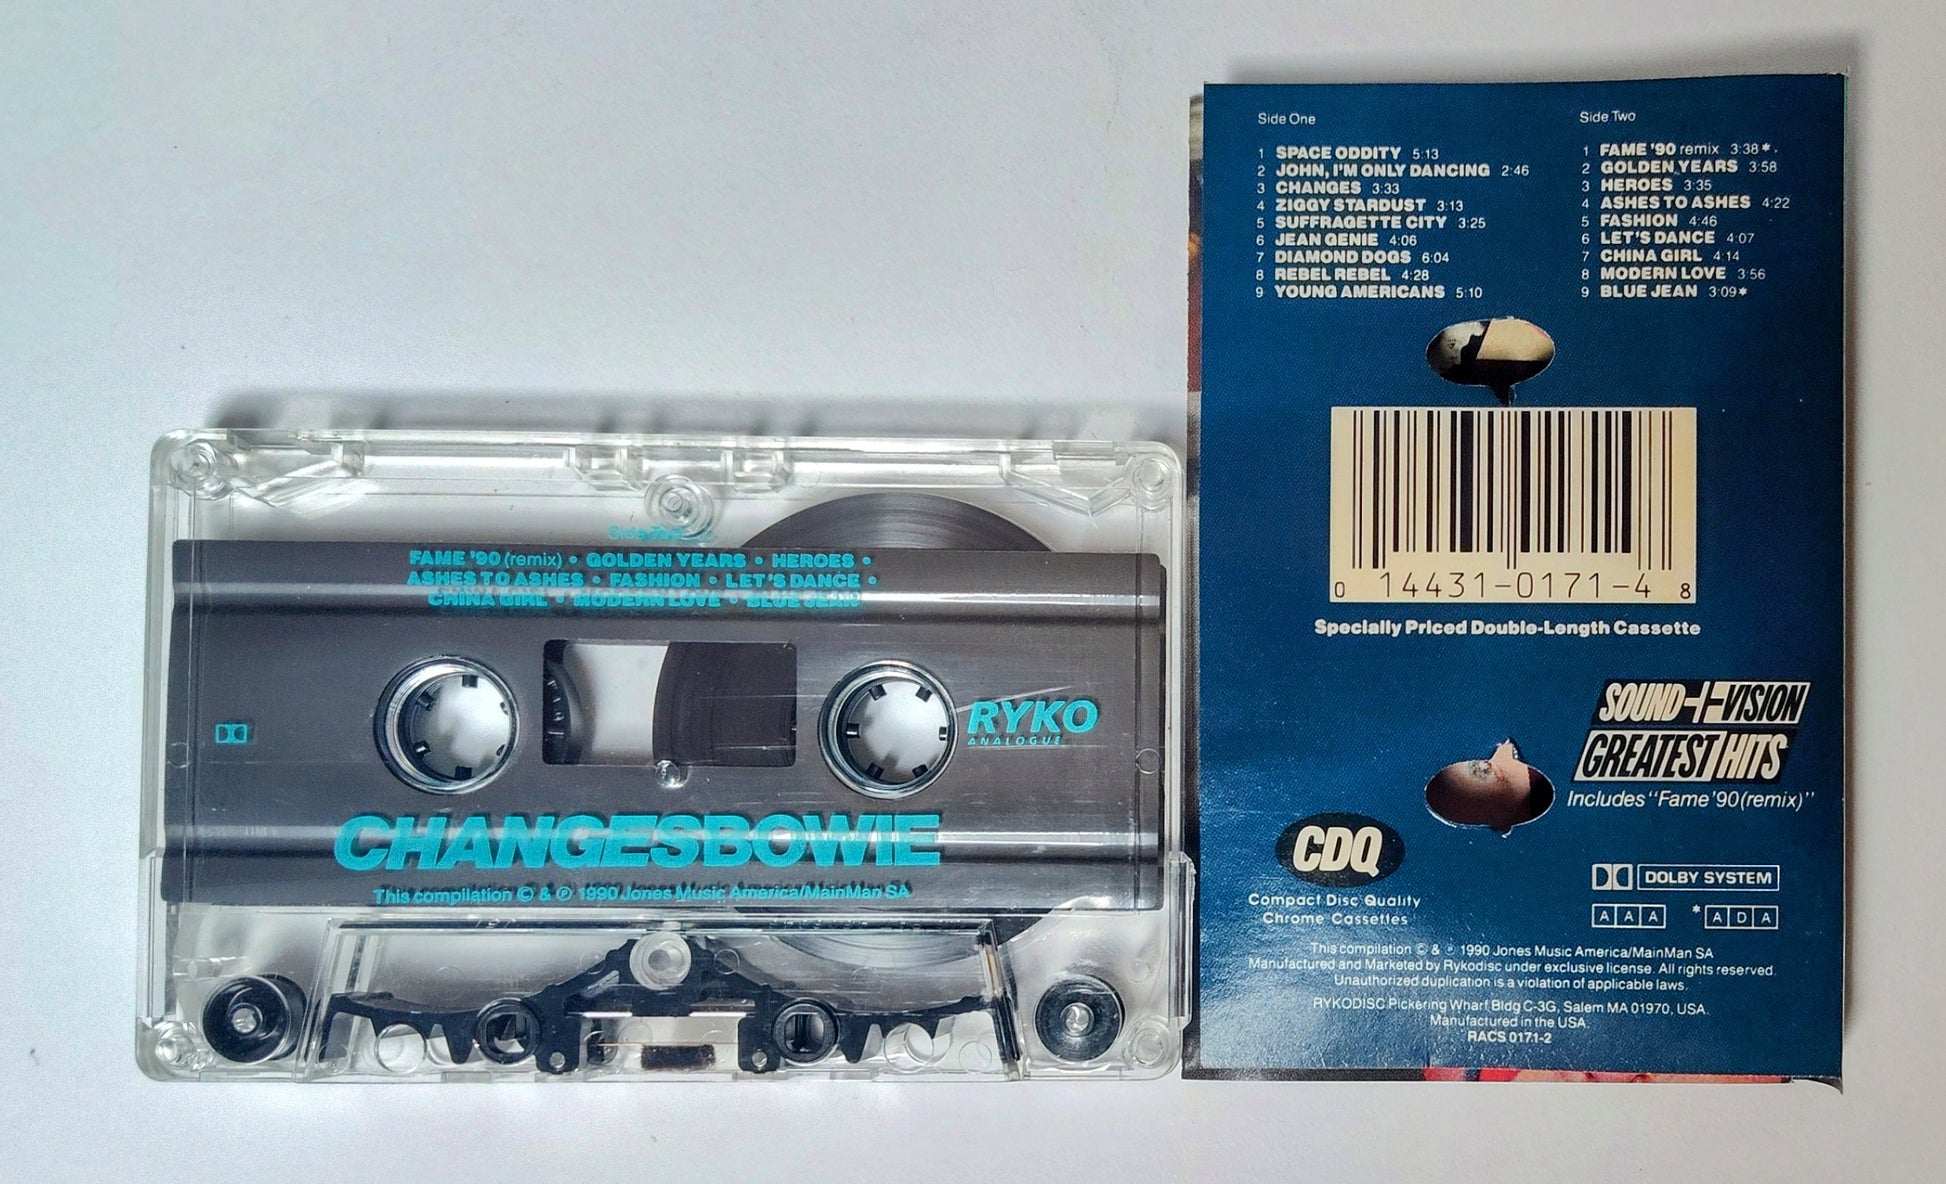 Side Two
FAME '90 (remix) • GOLDEN YEARS • HEROES •
ASHES TO ASHES • FASHION • LET'S DANCE •
CHINA GIRL • MODERN LOVE • BLUE JEAN
RYKO
ANALOGUE
CHANGESBOWIE
This compilation © & ℗ 1990 Jones Music America/MainMan SA
Side One
1 SPACE ODDITY 5:13
2 JOHN, I'M ONLY DANCING 2:46
3 CHANGES 3:33
4 ZIGGY STARDUST 3:13
5 SUFFRAGETTE CITY 3:25
6 JEAN GENIE 4:06
7 DIAMOND DOGS 6:04
8 REBEL REBEL 4:28
9 YOUNG AMERICANS 5:10
Side Two
1 FAME '90 remix 3:38*
2 GOLDEN YEARS 3:58
3 HEROES 3:35
4 ASHES TO ASHES 4:22
5 FASHION 4:46
6 LET'S DANCE 4:07
7 CHINA GIRL 4:14
8 MODERN LOVE 3:56
9 BLUE JEAN 3:09*
0 14431-0171-4 8
Specially Priced Double-Length Cassette
SOUND+VISION
GREATEST HITS
Includes "Fame '90 (remix)"
CDQ
Compact Disc Quality
Chrome Cassettes
DOLBY SYSTEM
AAA *ADA
This compilation © & ℗ 1990 Jones Music America/MainMan SA
Manufactured and Marketed by Rykodisc under exclusive license. All rights reserved.
Unauthorized duplication is a violation of applicable laws.
RYKODISC Pickering Wharf Bldg C-3G, Salem MA 01970, USA.
Manufactured in the USA.
RACS 0171-2